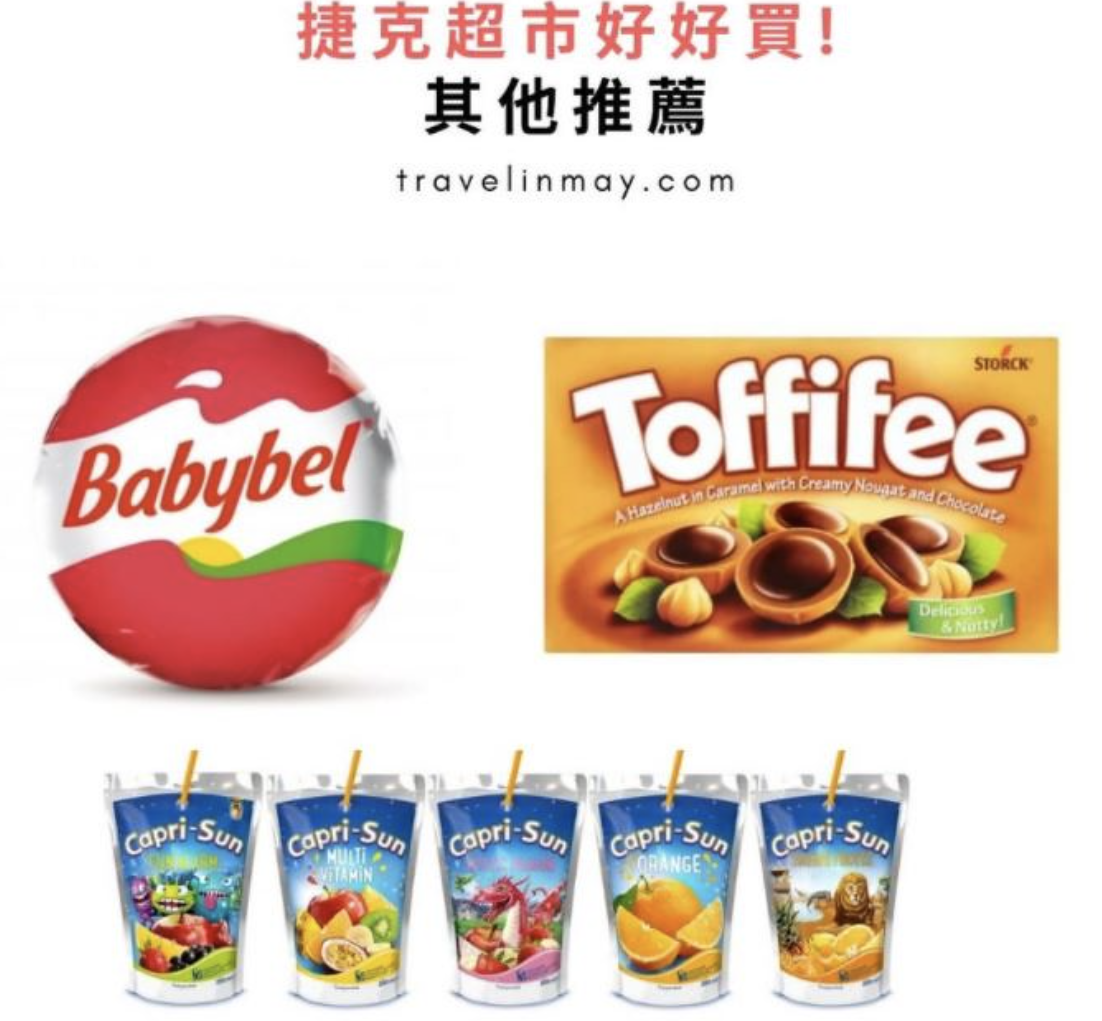 捷克超市好好買!
其他推薦
travelinmay.com
Babybel
STORCK
Toffifee
A Hazelnut in Caramel with Creamy Nougat and Chocolate
Delicious
& Nutty!
Capri-Sun
Capri-Sun
MULTI
VITAMIN
Capri-Sun
Capri-Sun
ORANGE
Capri-Sun